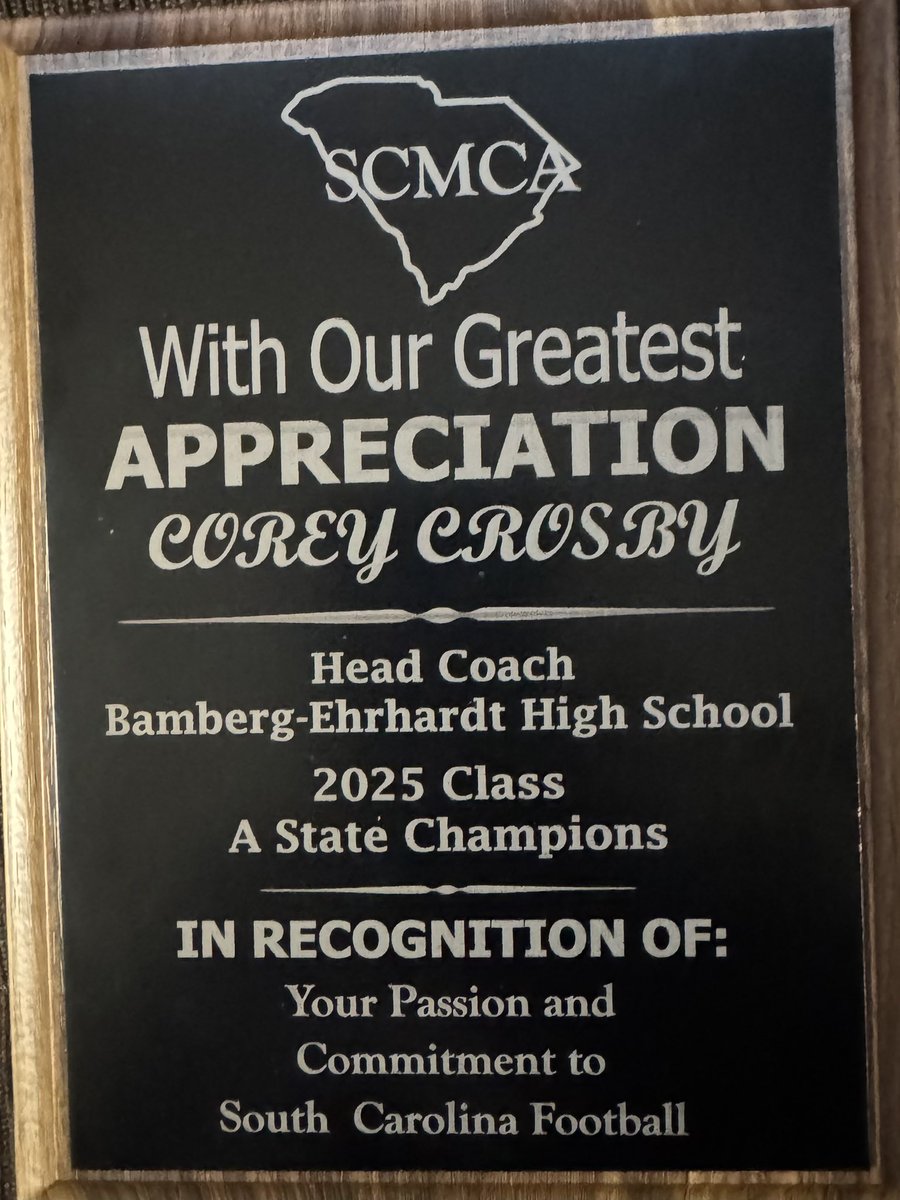 SCMCA
With Our Greatest
APPRECIATION
COREY CROSBY
Head Coach
Bamberg-Ehrhardt High School
2025 Class
A State Champions
IN RECOGNITION OF:
Your Passion and
Commitment to
South Carolina Football